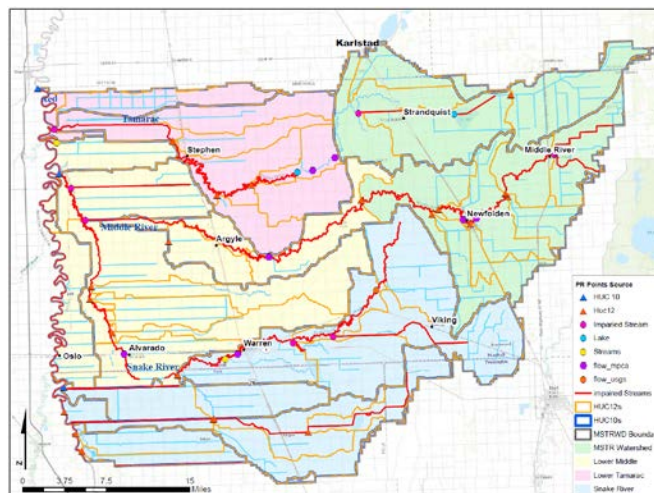 Karlstad
Tamarac
Strandquist
Stephen
Middle River
Newfolden
Middle River
Argyle
Viking
Alvarado
Warren
Oslo
Snake River
PR Points Source
HUC 10
Huc12
Impaired Stream
Lake
Streams
flow_mpca
flow_usgs
Impaired Streams
HUC12s
HUC10s
MSTRWD Bounda
MSTR Watershed
Lower Middle
Lower Tamarac
Snake River
N
0 3.75 7.5 15
Miles